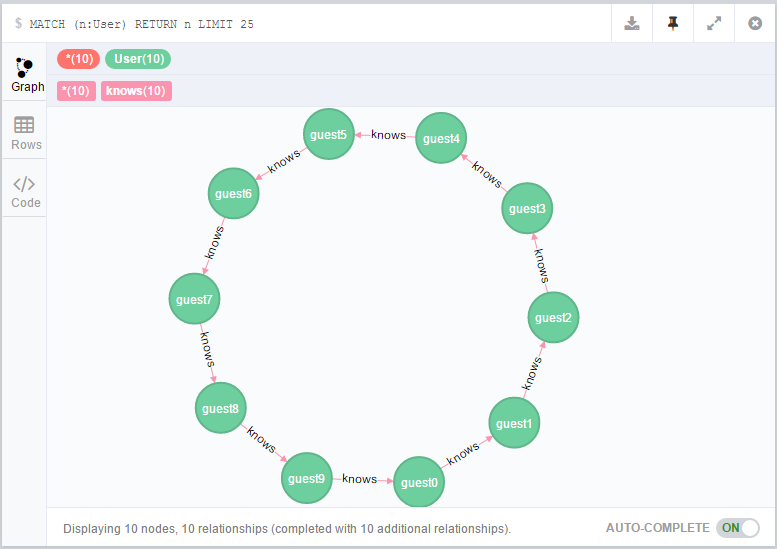 $ MATCH (n:User) RETURN n LIMIT 25
*(10) User(10)
*(10) knows(10)
Graph
Rows
Code
guest5
knows
guest4
knows
knows
guest6
guest3
knows
knows
guest7
guest2
knows
knows
guest8
guest1
knows
knows
guest9
knows
guest0
Displaying 10 nodes, 10 relationships (completed with 10 additional relationships).
AUTO-COMPLETE ON